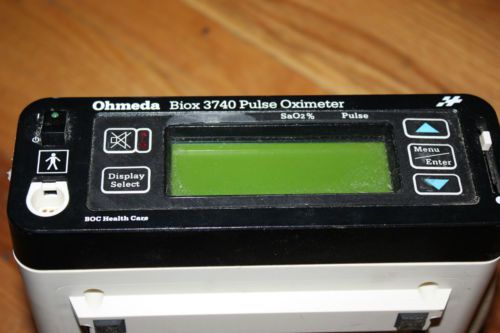 Ohmeda Biox 3740 Pulse Oximeter
SaO2 % Pulse
Display
Select
Menu
Enter
BOC Health Care